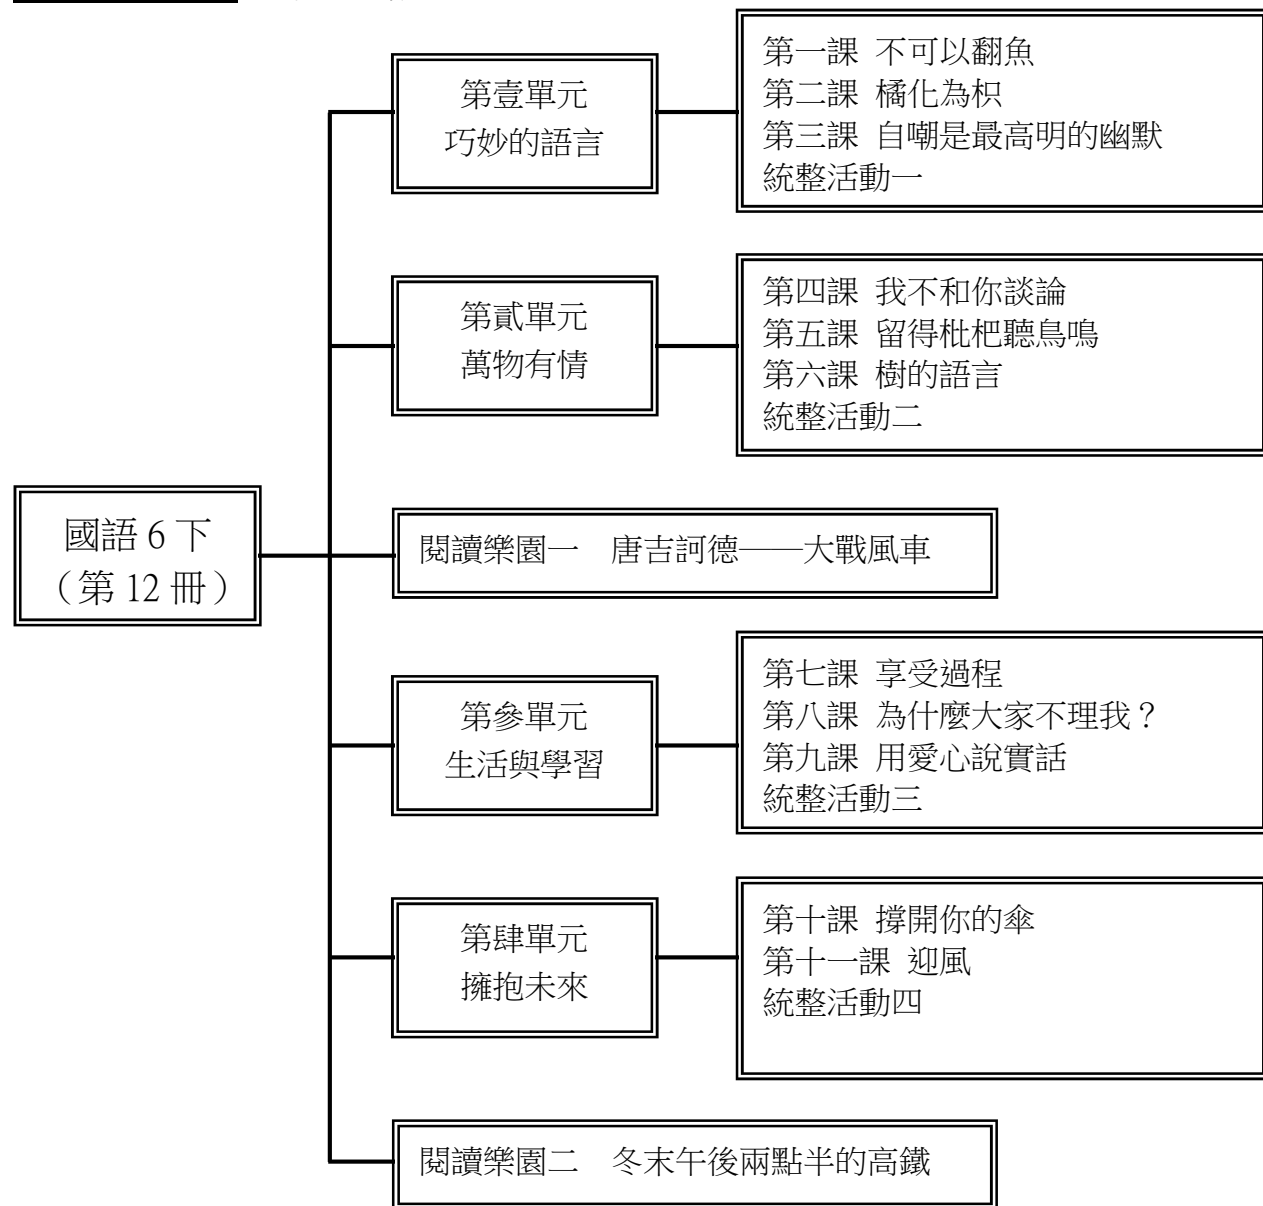 第壹單元
巧妙的語言
第一課 不可以翻魚
第二課 橘化為枳
第三課 自嘲是最高明的幽默
統整活動一
第貳單元
萬物有情
第四課 我不和你談論
第五課 留得枇杷聽鳥鳴
第六課 樹的語言
統整活動二
國語 6 下
（第 12 冊）
閱讀樂園一 唐吉訶德——大戰風車
第參單元
生活與學習
第七課 享受過程
第八課 為什麼大家不理我？
第九課 用愛心說實話
統整活動三
第肆單元
擁抱未來
第十課 撐開你的傘
第十一課 迎風
統整活動四
閱讀樂園二 冬末午後兩點半的高鐵